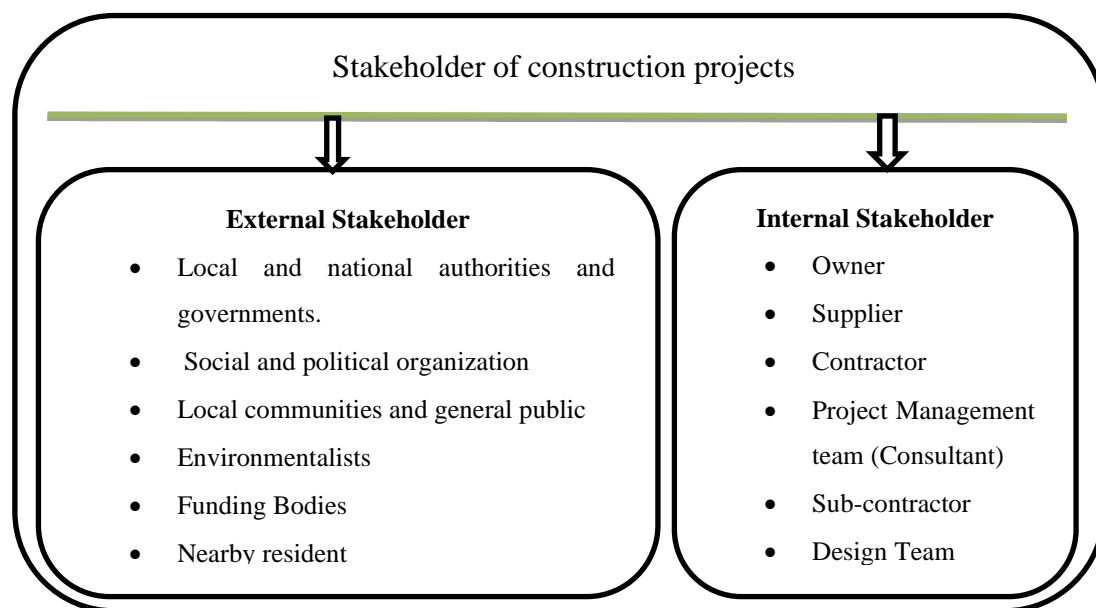 Stakeholder of construction projects
External Stakeholder
• Local and national authorities and
governments.
• Social and political organization
• Local communities and general public
• Environmentalists
• Funding Bodies
• Nearby resident
Internal Stakeholder
• Owner
• Supplier
• Contractor
• Project Management
team (Consultant)
• Sub-contractor
• Design Team